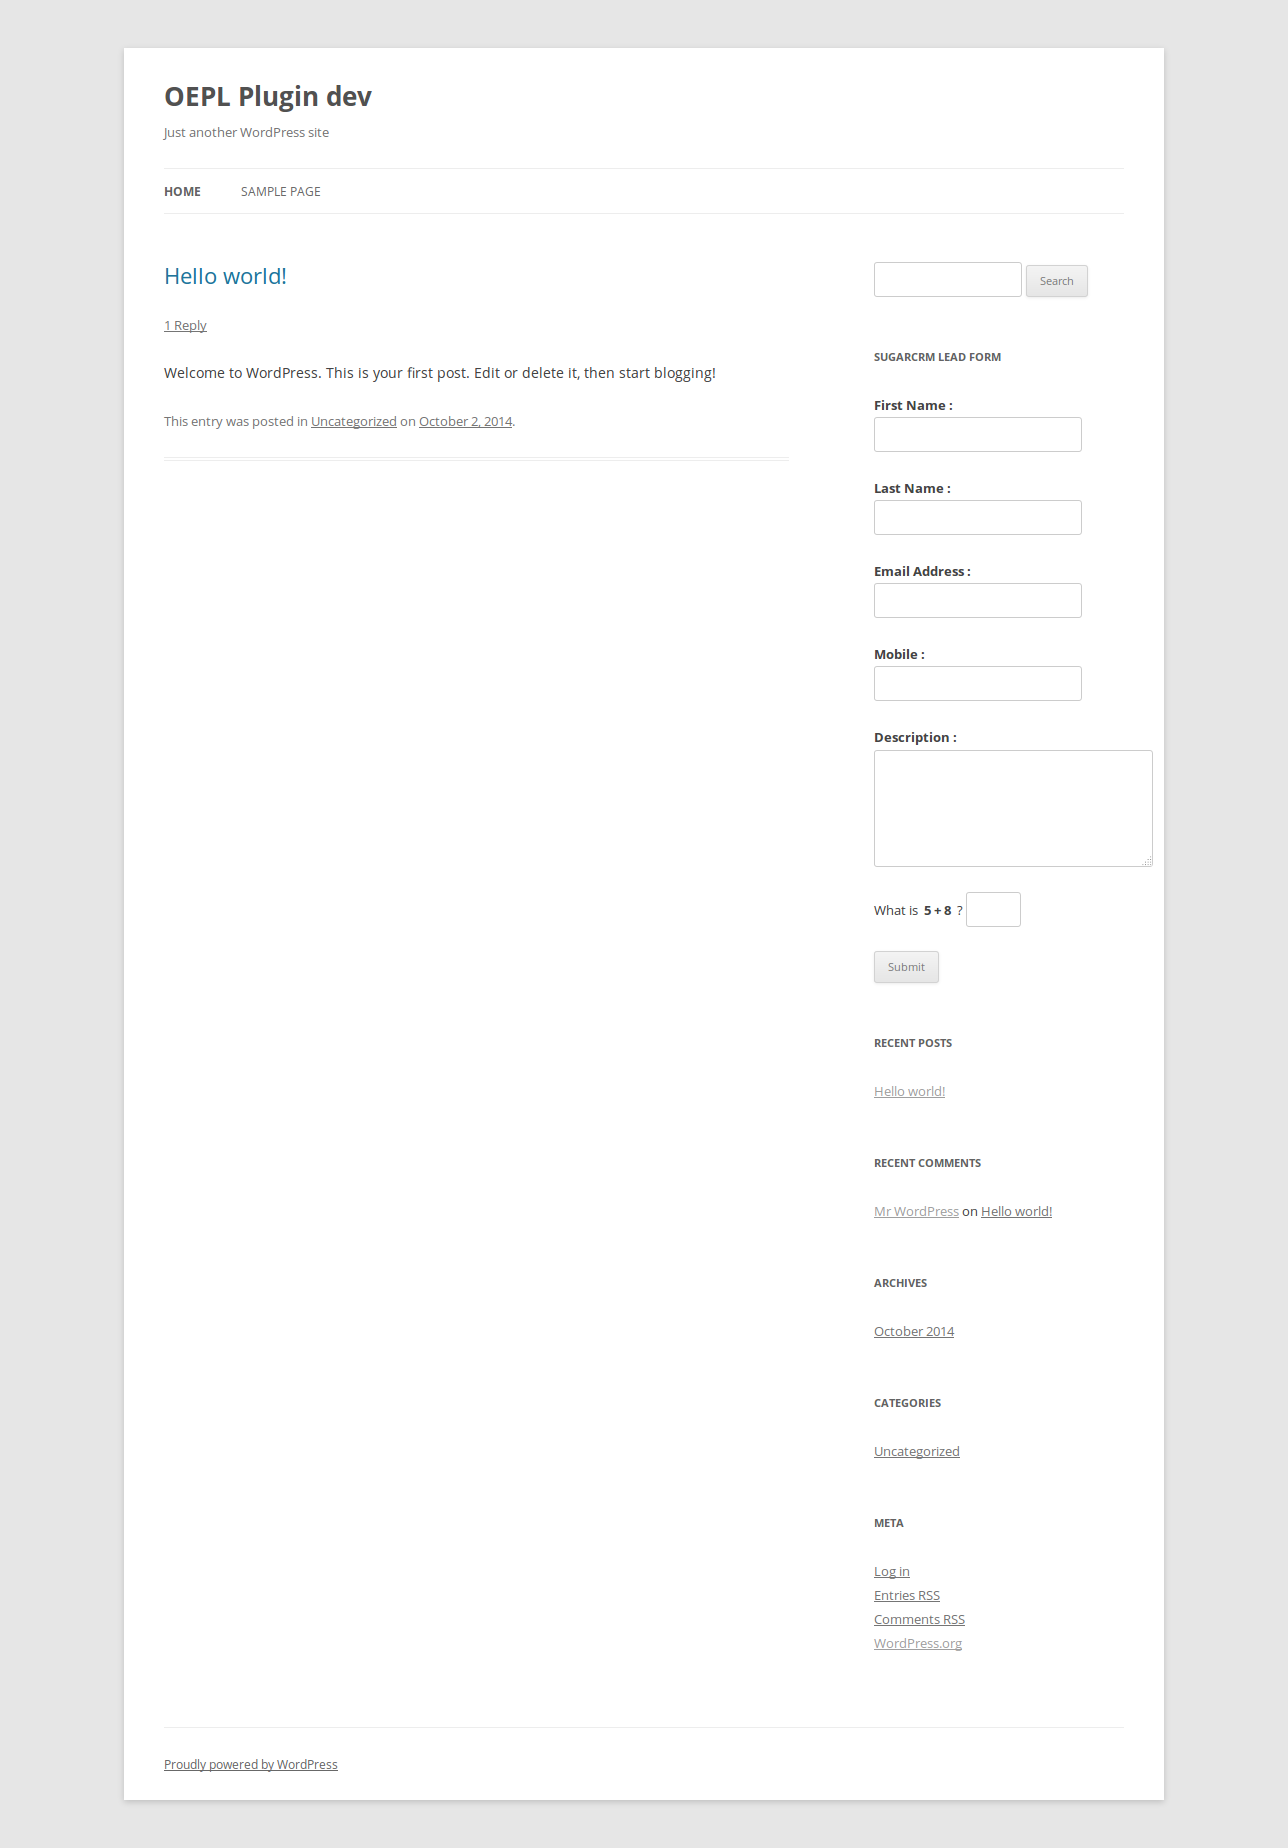 OEPL Plugin dev
Just another WordPress site
HOME SAMPLE PAGE
Hello world!
1 Reply
Welcome to WordPress. This is your first post. Edit or delete it, then start blogging!
This entry was posted in Uncategorized on October 2, 2014.
Search
SUGARCRM LEAD FORM
First Name :
Last Name :
Email Address :
Mobile :
Description :
What is 5 + 8 ?
Submit
RECENT POSTS
Hello world!
RECENT COMMENTS
Mr WordPress on Hello world!
ARCHIVES
October 2014
CATEGORIES
Uncategorized
META
Log in
Entries RSS
Comments RSS
WordPress.org
Proudly powered by WordPress